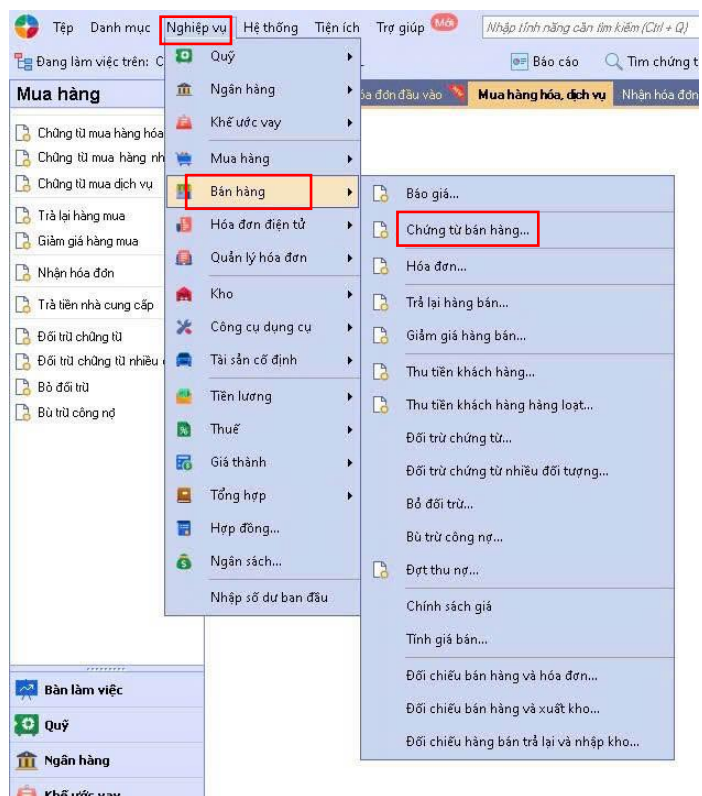 Tệp Danh mục Nghiệp vụ Hệ thống Tiện ích Trợ giúp Mới Nhập tính năng cần tìm kiếm (Ctrl + Q)
Đang làm việc trên: C Báo cáo Tìm chứng t
Mua hàng
óa đơn đầu vào Mua hàng hóa, dịch vụ Nhận hóa đơn
Chứng từ mua hàng hóa
Chứng từ mua hàng nh
Chứng từ mua dịch vụ
Trả lại hàng mua
Giảm giá hàng mua
Nhận hóa đơn
Trả tiền nhà cung cấp
Đối trừ chứng từ
Đối trừ chứng từ nhiều
Bỏ đối trừ
Bù trừ công nợ
Quỹ
Ngân hàng
Khế ước vay
Mua hàng
Bán hàng
Hóa đơn điện tử
Quản lý hóa đơn
Kho
Công cụ dụng cụ
Tài sản cố định
Tiền lương
Thuế
Giá thành
Tổng hợp
Hợp đồng...
Ngân sách...
Nhập số dư ban đầu
Báo giá...
Chứng từ bán hàng...
Hóa đơn...
Trả lại hàng bán...
Giảm giá hàng bán...
Thu tiền khách hàng...
Thu tiền khách hàng hàng loạt...
Đối trừ chứng từ...
Đối trừ chứng từ nhiều đối tượng...
Bỏ đối trừ...
Bù trừ công nợ...
Đợt thu nợ...
Chính sách giá
Tính giá bán...
Đối chiếu bán hàng và hóa đơn...
Đối chiếu bán hàng và xuất kho...
Đối chiếu hàng bán trả lại và nhập kho...
Bàn làm việc
Quỹ
Ngân hàng
Khế ước vay